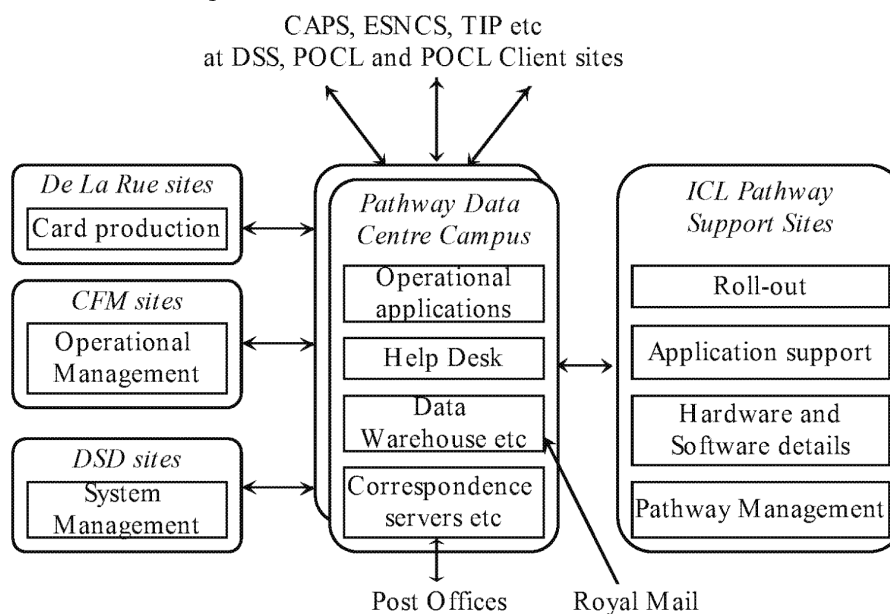 CAPS, ESNCS, TIP etc
at DSS, POCL and POCL Client sites
De La Rue sites
Card production
CFM sites
Operational
Management
DSD sites
System
Management
Pathway Data
Centre Campus
Operational
applications
Help Desk
Data
Warehouse etc
Correspondence
servers etc
ICL Pathway
Support Sites
Roll-out
Application support
Hardware and
Software details
Pathway Management
Post Offices
Royal Mail